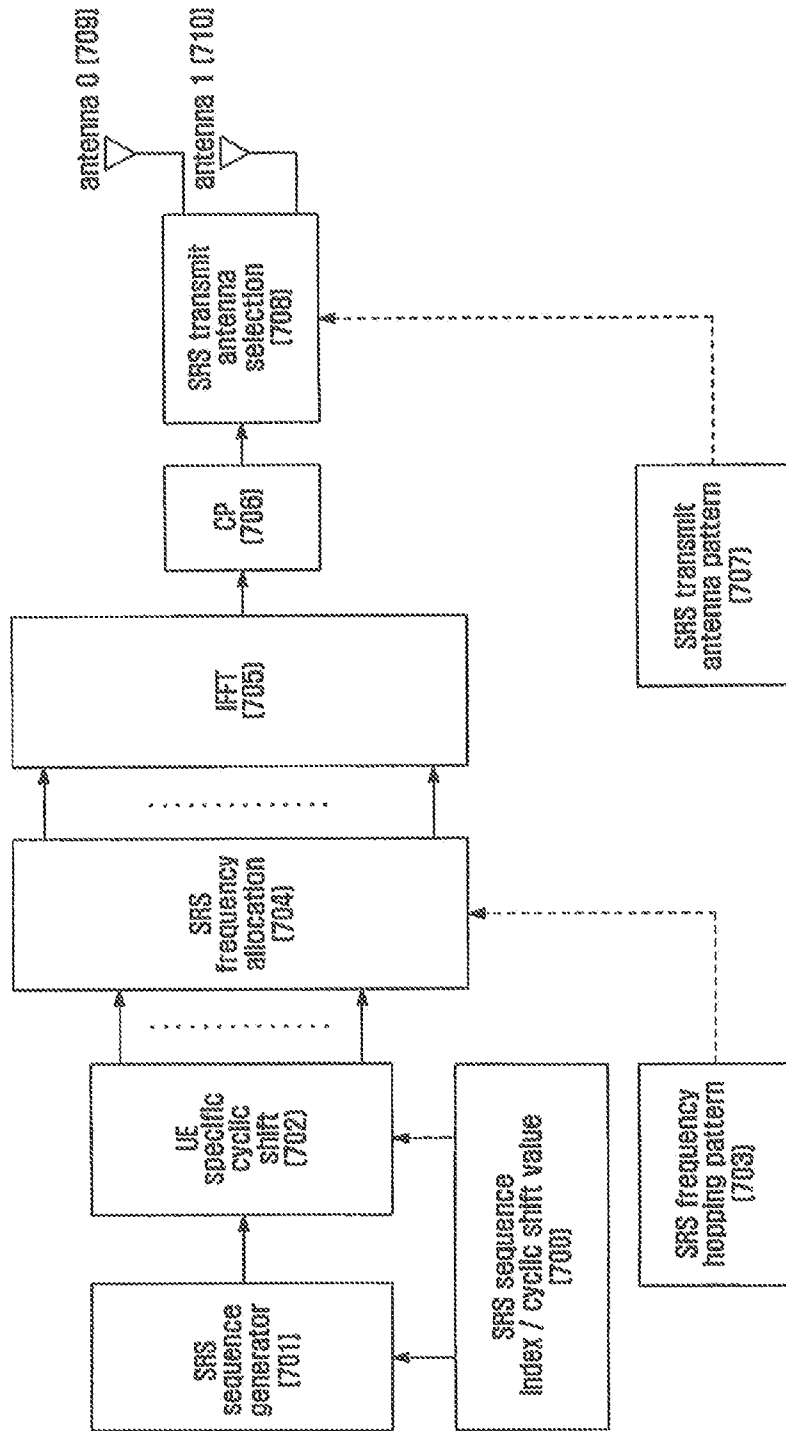 SRS
sequence
generator
(701)
UE
specific
cyclic
shift
(702)
SRS
frequency
allocation
(704)
IFFT
(705)
CP
(706)
SRS transmit
antenna
selection
(708)
antenna 0 (709)
antenna 1 (710)
SRS sequence
index / cyclic shift value
(700)
SRS frequency
hopping pattern
(703)
SRS transmit
antenna pattern
(707)